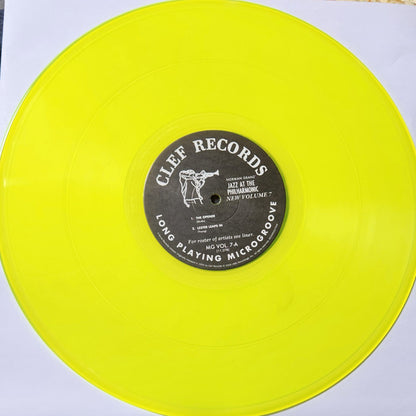 CLEF RECORDS
NORMAN GRANZ
JAZZ AT THE
PHILHARMONIC
NEW VOLUME 7
1. THE OPENER
2. LESTER LEAPS IN
(Young)
For roster of artists see liner
MG VOL. 7-A
LONG PLAYING MICROGROOVE